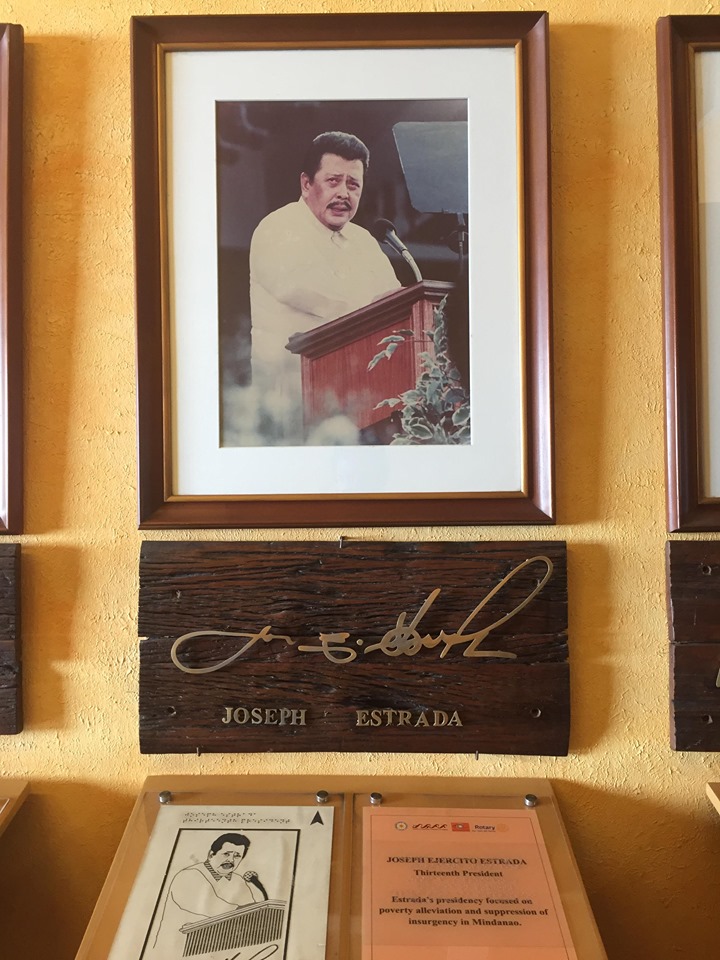 JOSEPH ESTRADA
Rotary
JOSEPH EJERCITO ESTRADA
Thirteenth President
Estrada's presidency focused on
poverty alleviation and suppression of
insurgency in Mindanao.